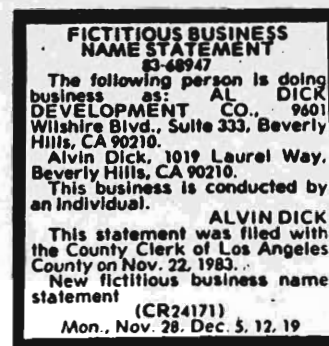 FICTITIOUS BUSINESS
NAME STATEMENT
83-68947
The following person is doing
business as: AL DICK
DEVELOPMENT CO., 9601
Wilshire Blvd., Suite 333, Beverly
Hills, CA 90210.
Alvin Dick, 1019 Laurel Way,
Beverly Hills, CA 90210.
This business is conducted by
an individual.
ALVIN DICK
This statement was filed with
the County Clerk of Los Angeles
County on Nov. 22, 1983.
New fictitious business name
statement
(CR24171)
Mon., Nov. 28, Dec. 5, 12, 19